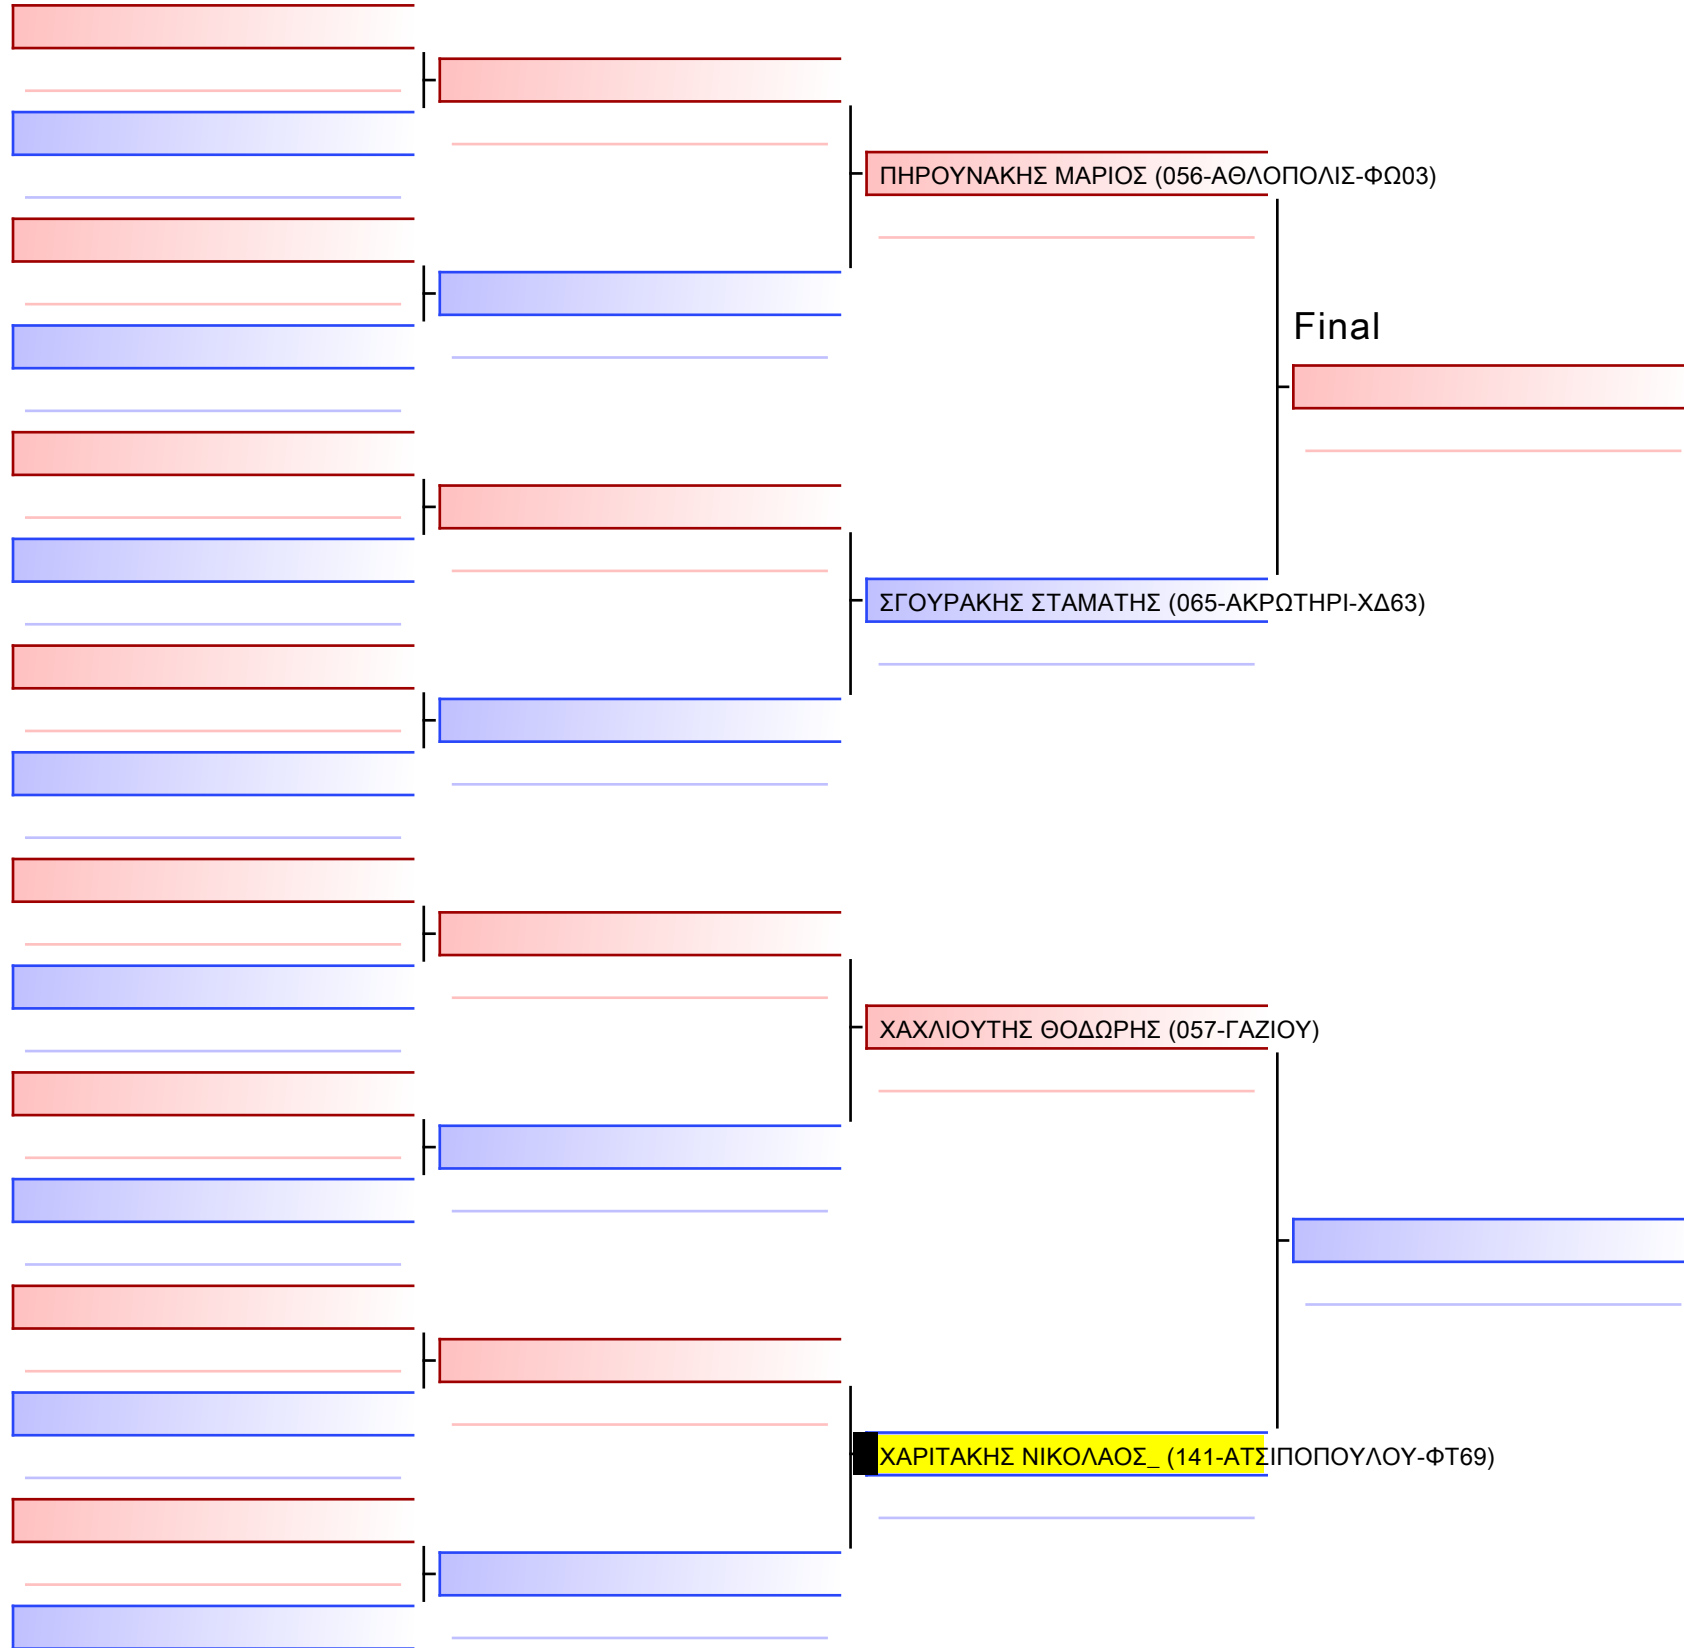 ΠΗΡΟΥΝΑΚΗΣ ΜΑΡΙΟΣ (056-ΑΘΛΟΠΟΛΙΣ-ΦΩ03)
Final
ΣΓΟΥΡΑΚΗΣ ΣΤΑΜΑΤΗΣ (065-ΑΚΡΩΤΗΡΙ-ΧΔ63)
ΧΑΧΛΙΟΥΤΗΣ ΘΟΔΩΡΗΣ (057-ΓΑΖΙΟΥ)
ΧΑΡΙΤΑΚΗΣ ΝΙΚΟΛΑΟΣ_ (141-ΑΤΣΙΠΟΠΟΥΛΟΥ-ΦΤ69)